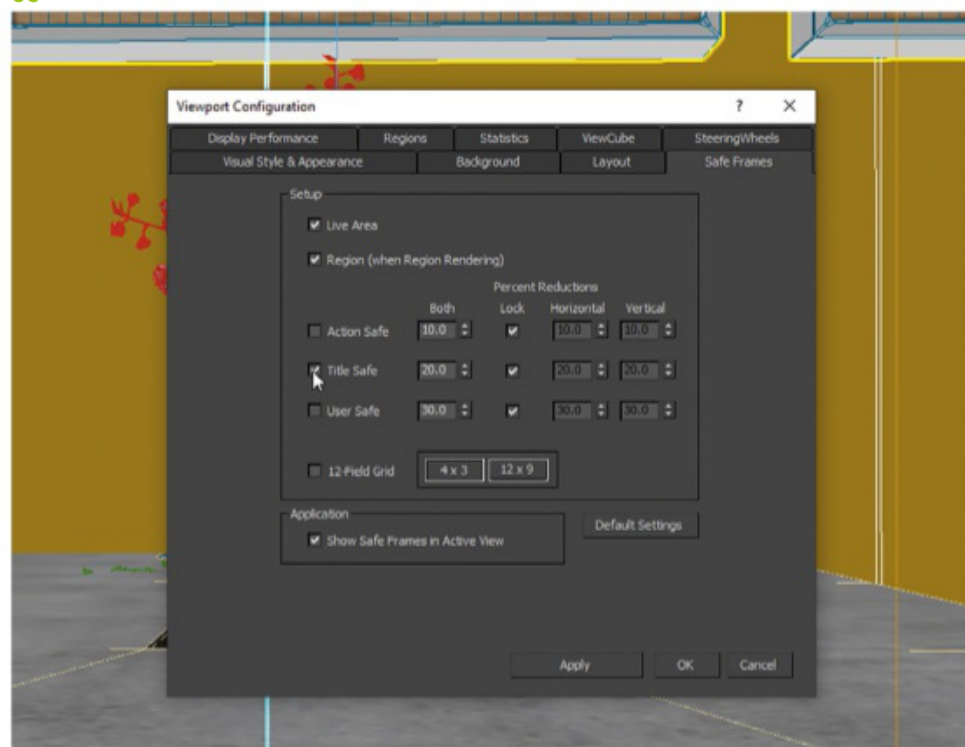 Viewport Configuration ? X
Display Performance Regions Statistics ViewCube SteeringWheels
Visual Style & Appearance Background Layout Safe Frames
Setup
Live Area
Region (when Region Rendering)
Percent Reductions
Both Lock Horizontal Vertical
Action Safe 10.0 10.0 10.0
Title Safe 20.0 20.0 20.0
User Safe 30.0 30.0 30.0
12-Field Grid 4 x 3 12 x 9
Application
Default Settings
Show Safe Frames in Active View
Apply OK Cancel